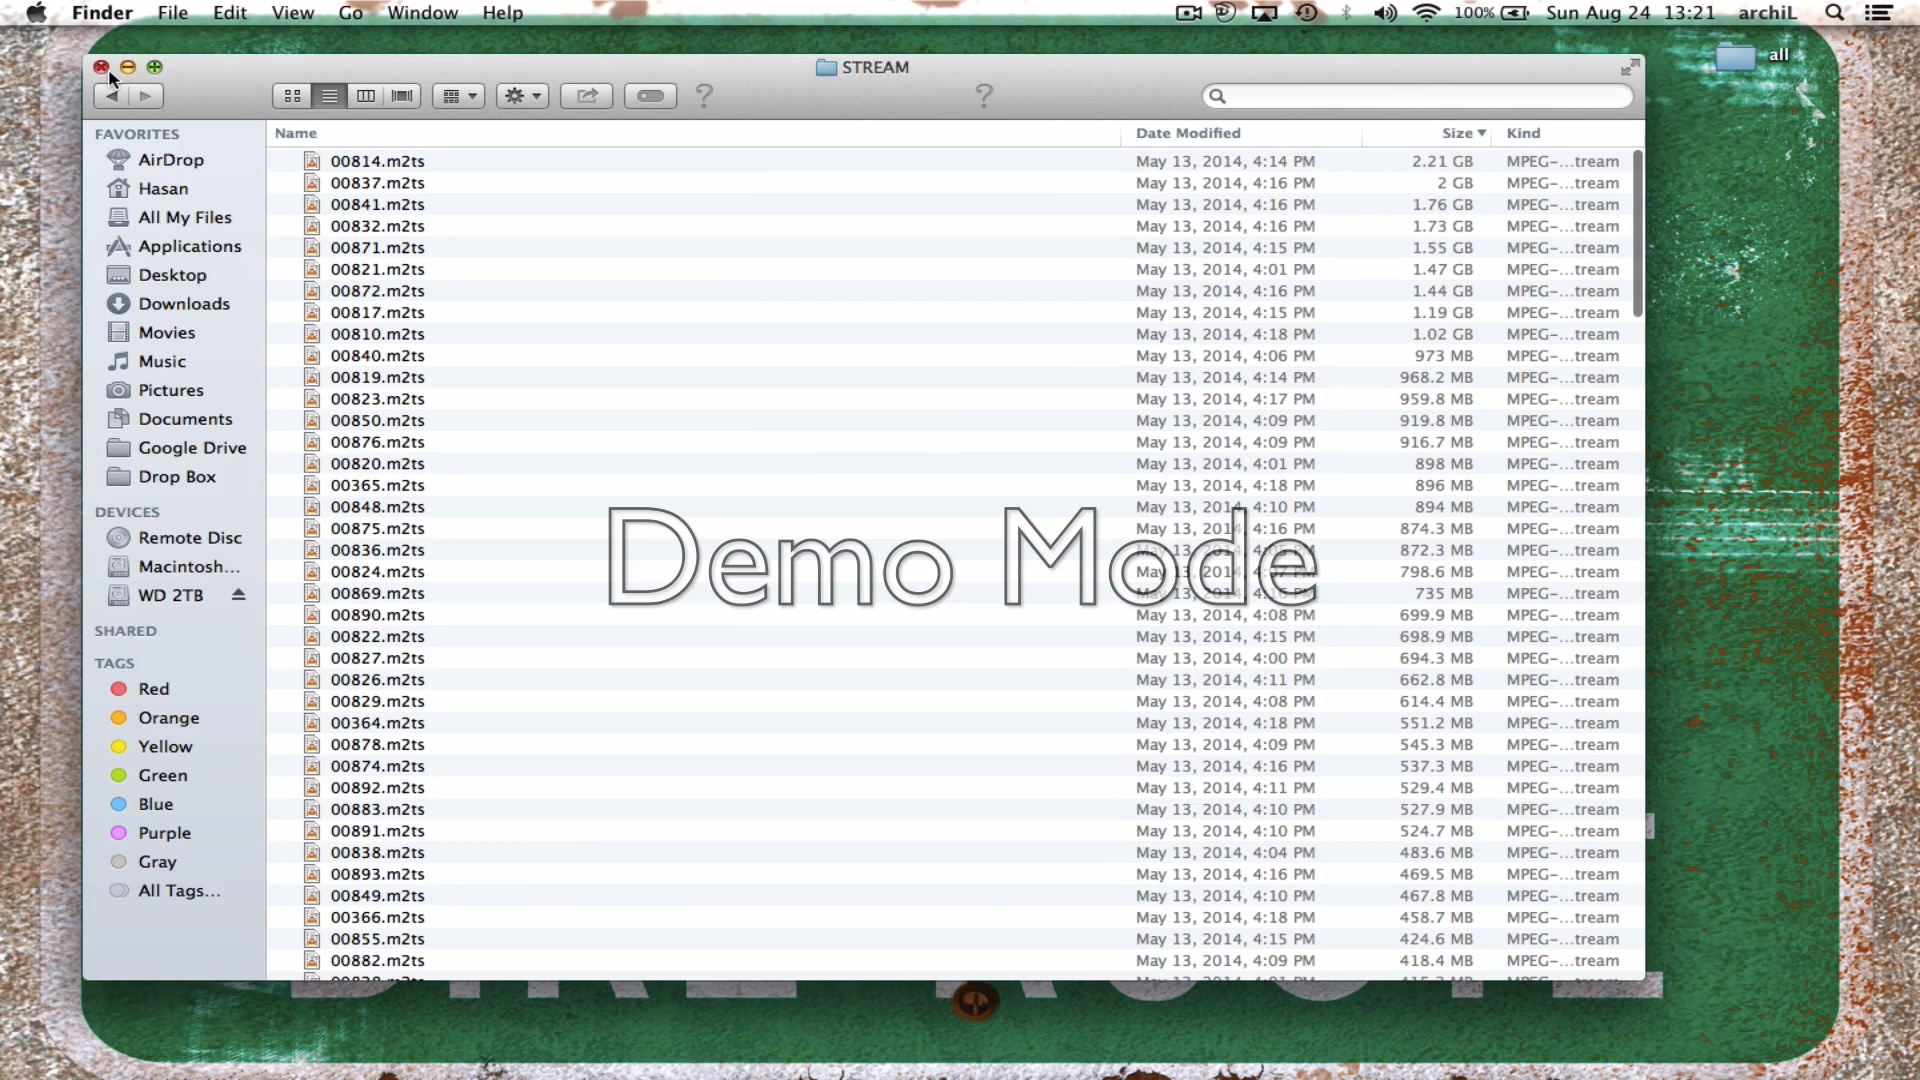 Finder File Edit View Go Window Help 100% Sun Aug 24 13:21 archiL
all
STREAM
FAVORITES
AirDrop
Hasan
All My Files
Applications
Desktop
Downloads
Movies
Music
Pictures
Documents
Google Drive
Drop Box
DEVICES
Remote Disc
Macintosh...
WD 2TB
SHARED
TAGS
Red
Orange
Yellow
Green
Blue
Purple
Gray
All Tags...
Name Date Modified Size Kind
00814.m2ts May 13, 2014, 4:14 PM 2.21 GB MPEG-...tream
00837.m2ts May 13, 2014, 4:16 PM 2 GB MPEG-...tream
00841.m2ts May 13, 2014, 4:16 PM 1.76 GB MPEG-...tream
00832.m2ts May 13, 2014, 4:16 PM 1.73 GB MPEG-...tream
00871.m2ts May 13, 2014, 4:15 PM 1.55 GB MPEG-...tream
00821.m2ts May 13, 2014, 4:01 PM 1.47 GB MPEG-...tream
00872.m2ts May 13, 2014, 4:16 PM 1.44 GB MPEG-...tream
00817.m2ts May 13, 2014, 4:15 PM 1.19 GB MPEG-...tream
00810.m2ts May 13, 2014, 4:18 PM 1.02 GB MPEG-...tream
00840.m2ts May 13, 2014, 4:06 PM 973 MB MPEG-...tream
00819.m2ts May 13, 2014, 4:14 PM 968.2 MB MPEG-...tream
00823.m2ts May 13, 2014, 4:17 PM 959.8 MB MPEG-...tream
00850.m2ts May 13, 2014, 4:09 PM 919.8 MB MPEG-...tream
00876.m2ts May 13, 2014, 4:09 PM 916.7 MB MPEG-...tream
00820.m2ts May 13, 2014, 4:01 PM 898 MB MPEG-...tream
00365.m2ts May 13, 2014, 4:18 PM 896 MB MPEG-...tream
00848.m2ts May 13, 2014, 4:10 PM 894 MB MPEG-...tream
00875.m2ts May 13, 2014, 4:16 PM 874.3 MB MPEG-...tream
00836.m2ts May 13, 2014, 4:05 PM 872.3 MB MPEG-...tream
Demo Mode
00824.m2ts May 13, 2014, 4:07 PM 798.6 MB MPEG-...tream
00869.m2ts May 13, 2014, 4:16 PM 735 MB MPEG-...tream
00890.m2ts May 13, 2014, 4:08 PM 699.9 MB MPEG-...tream
00822.m2ts May 13, 2014, 4:15 PM 698.9 MB MPEG-...tream
00827.m2ts May 13, 2014, 4:00 PM 694.3 MB MPEG-...tream
00826.m2ts May 13, 2014, 4:11 PM 662.8 MB MPEG-...tream
00829.m2ts May 13, 2014, 4:08 PM 614.4 MB MPEG-...tream
00364.m2ts May 13, 2014, 4:18 PM 551.2 MB MPEG-...tream
00878.m2ts May 13, 2014, 4:09 PM 545.3 MB MPEG-...tream
00874.m2ts May 13, 2014, 4:16 PM 537.3 MB MPEG-...tream
00892.m2ts May 13, 2014, 4:11 PM 529.4 MB MPEG-...tream
00883.m2ts May 13, 2014, 4:10 PM 527.9 MB MPEG-...tream
00891.m2ts May 13, 2014, 4:10 PM 524.7 MB MPEG-...tream
00838.m2ts May 13, 2014, 4:04 PM 483.6 MB MPEG-...tream
00893.m2ts May 13, 2014, 4:16 PM 469.5 MB MPEG-...tream
00849.m2ts May 13, 2014, 4:10 PM 467.8 MB MPEG-...tream
00366.m2ts May 13, 2014, 4:18 PM 458.7 MB MPEG-...tream
00855.m2ts May 13, 2014, 4:15 PM 424.6 MB MPEG-...tream
00882.m2ts May 13, 2014, 4:09 PM 418.4 MB MPEG-...tream